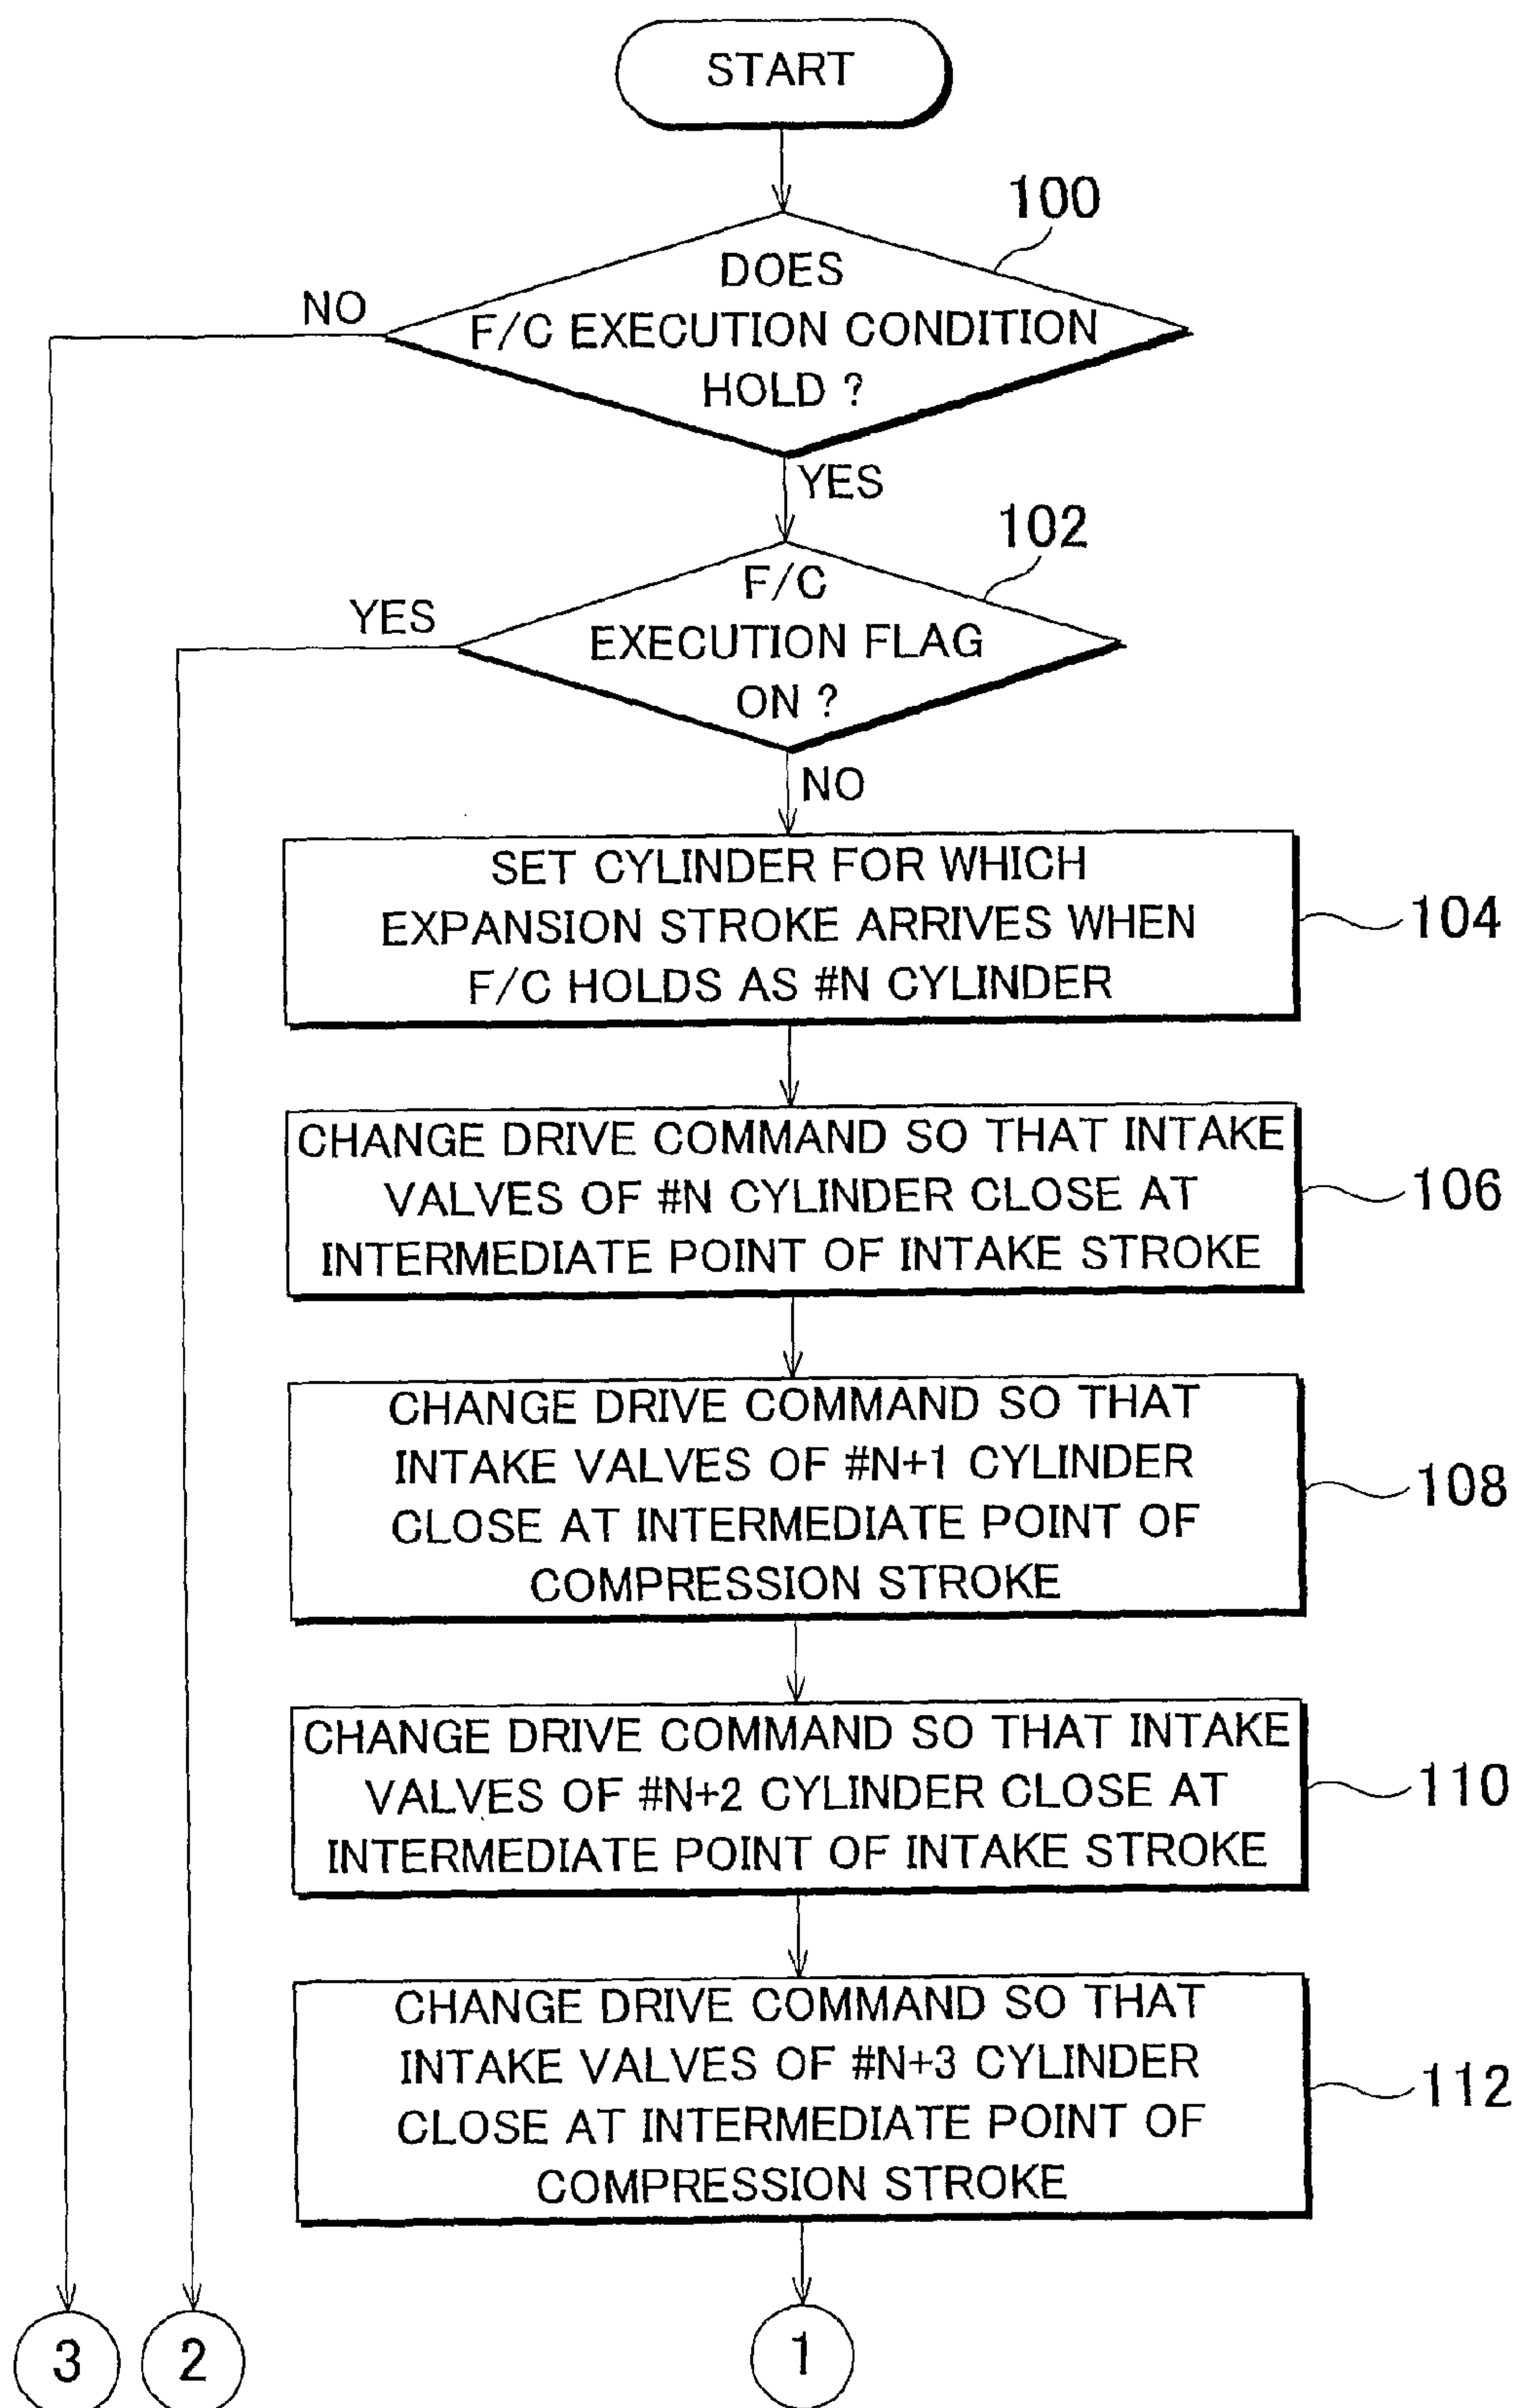 START
100
DOES
NO
F/C EXECUTION CONDITION
HOLD ?
YES
102
F/C
YES
EXECUTION FLAG
ON ?
NO
SET CYLINDER FOR WHICH
EXPANSION STROKE ARRIVES WHEN
104
F/C HOLDS AS #N CYLINDER
CHANGE DRIVE COMMAND SO THAT INTAKE
VALVES OF #N CYLINDER CLOSE AT
106
INTERMEDIATE POINT OF INTAKE STROKE
CHANGE DRIVE COMMAND SO THAT
INTAKE VALVES OF #N+1 CYLINDER
108
CLOSE AT INTERMEDIATE POINT OF
COMPRESSION STROKE
CHANGE DRIVE COMMAND SO THAT INTAKE
VALVES OF #N+2 CYLINDER CLOSE AT
110
INTERMEDIATE POINT OF INTAKE STROKE
CHANGE DRIVE COMMAND SO THAT
INTAKE VALVES OF #N+3 CYLINDER
112
CLOSE AT INTERMEDIATE POINT OF
COMPRESSION STROKE
3
2
1